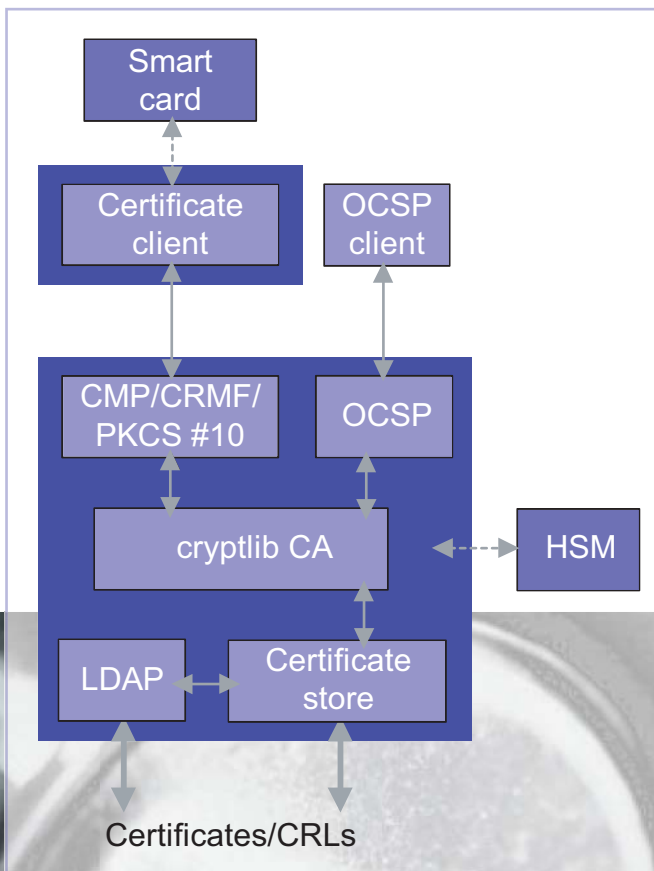 Smart
card
Certificate
client
OCSP
client
CMP/CRMF/
PKCS #10
OCSP
cryptlib CA
HSM
LDAP
Certificate
store
Certificates/CRLs